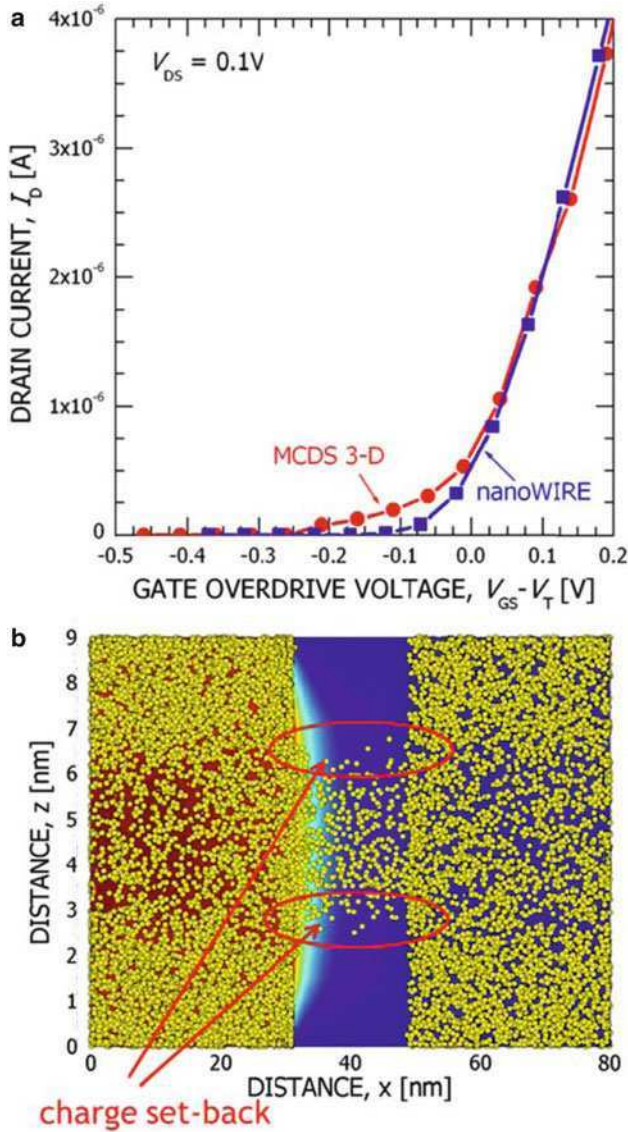 a
4x10⁻⁶
V_DS = 0.1V
3x10⁻⁶
DRAIN CURRENT, I_D [A]
2x10⁻⁶
1x10⁻⁶
MCDS 3-D
nanoWIRE
0
-0.5 -0.4 -0.3 -0.2 -0.1 0.0 0.1 0.2
GATE OVERDRIVE VOLTAGE, V_GS-V_T [V]
b
9
8
7
6
5
4
3
2
1
0
DISTANCE, z [nm]
0 20 40 60 80
DISTANCE, x [nm]
charge set-back